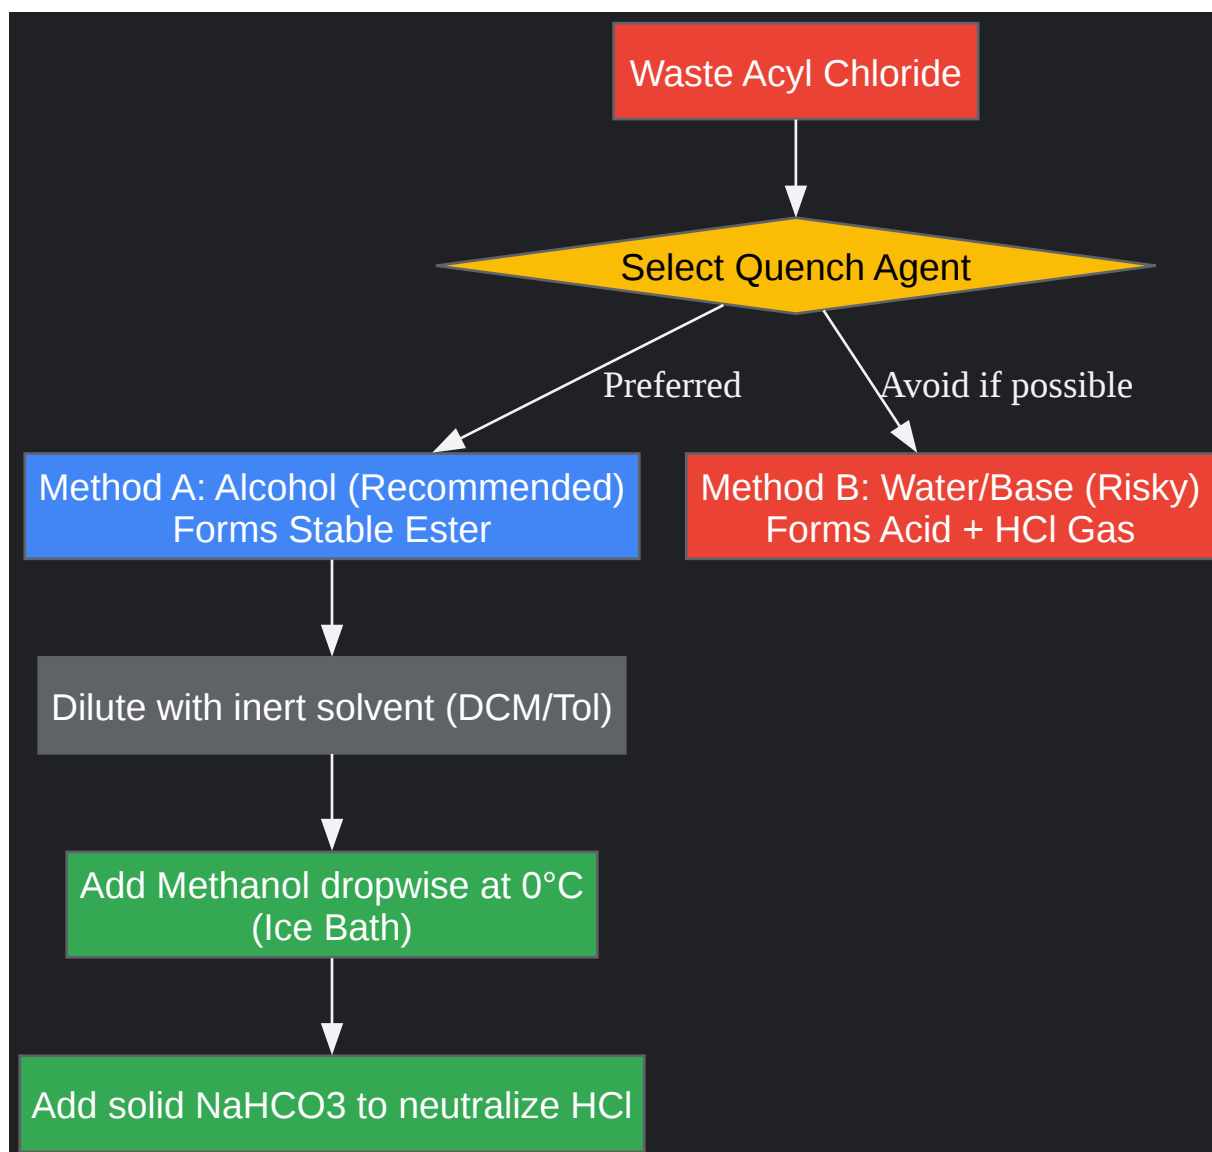 Waste Acyl Chloride
Select Quench Agent
Preferred
Avoid if possible
Method A: Alcohol (Recommended)
Forms Stable Ester
Method B: Water/Base (Risky)
Forms Acid + HCl Gas
Dilute with inert solvent (DCM/Tol)
Add Methanol dropwise at 0°C
(Ice Bath)
Add solid NaHCO3 to neutralize HCl